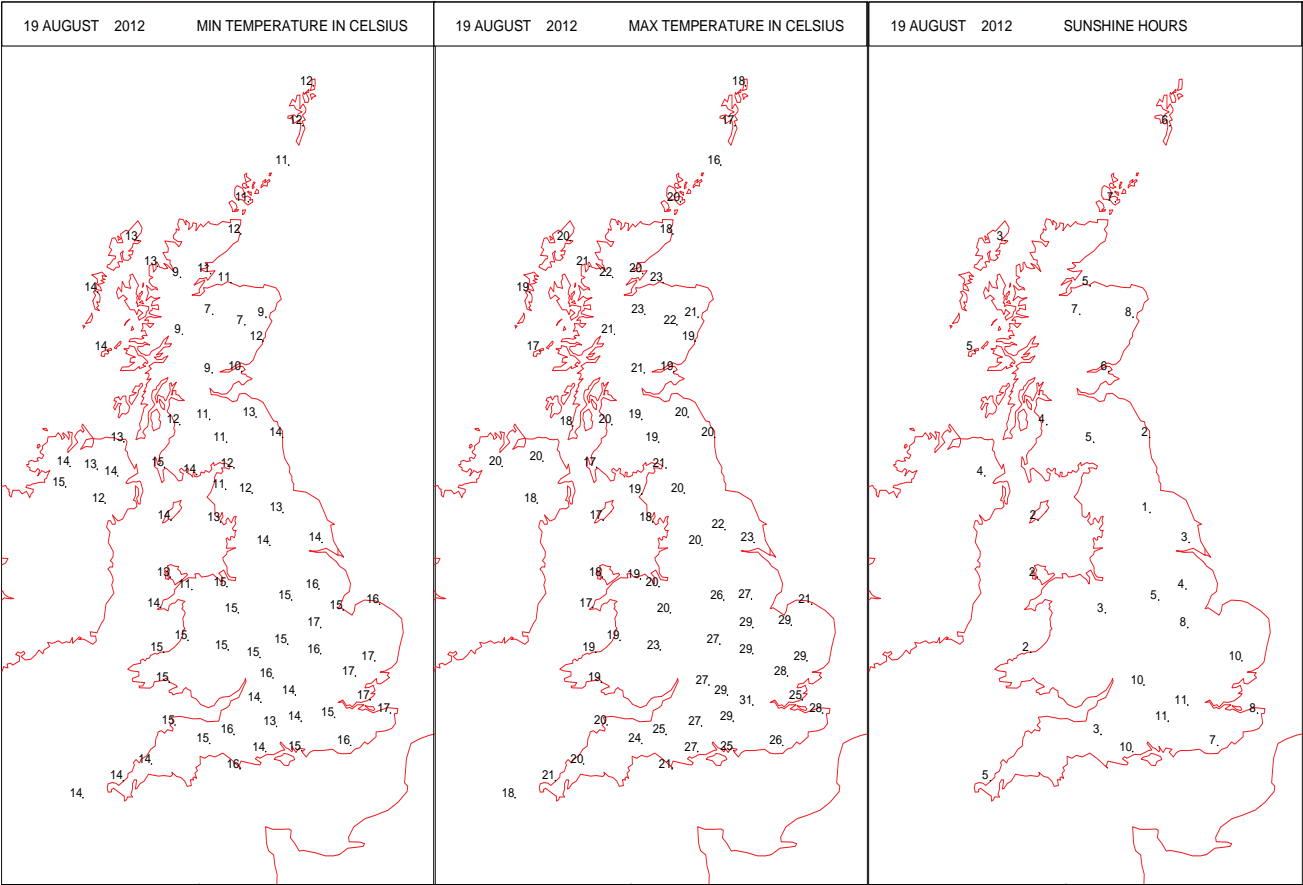 19 AUGUST 2012 MIN TEMPERATURE IN CELSIUS
12.
12.
11.
11.
12.
13.
13. 9. 11. 11.
14.
7. 7. 9.
9. 12.
14.
9. 10.
12. 11. 13.
13. 11. 14.
14. 13. 14. 15. 14. 12.
15. 11. 12.
12.
14. 13. 13.
14. 14.
13. 11. 15. 15. 16.
14. 15. 15. 16.
17.
15. 15. 15. 15. 15. 16. 17.
15. 16. 17.
14. 14. 17. 17.
15. 16. 13. 14. 15.
15. 14. 15. 16.
14. 14. 16.
14.
19 AUGUST 2012 MAX TEMPERATURE IN CELSIUS
18.
17.
16.
20.
18.
20.
21. 22. 20. 23.
19.
23. 22. 21.
21. 19.
17.
21. 19.
18. 20. 19. 20.
19. 20.
20. 20. 17. 21.
19. 20.
18.
17. 18. 22.
20. 23.
18. 19. 20. 26. 27.
17. 20. 21.
29. 29.
19. 19. 23. 27. 29. 29.
19. 27. 28.
29. 31. 25. 28.
20. 25. 27. 29.
24. 27. 25. 26.
21. 20. 21.
18.
19 AUGUST 2012 SUNSHINE HOURS
6.
7.
3.
5.
7. 8.
5.
6.
4. 5. 2.
4.
1.
2. 3.
2. 5. 4.
3. 8.
2. 10.
10. 11. 8.
3. 11.
10. 7.
5.